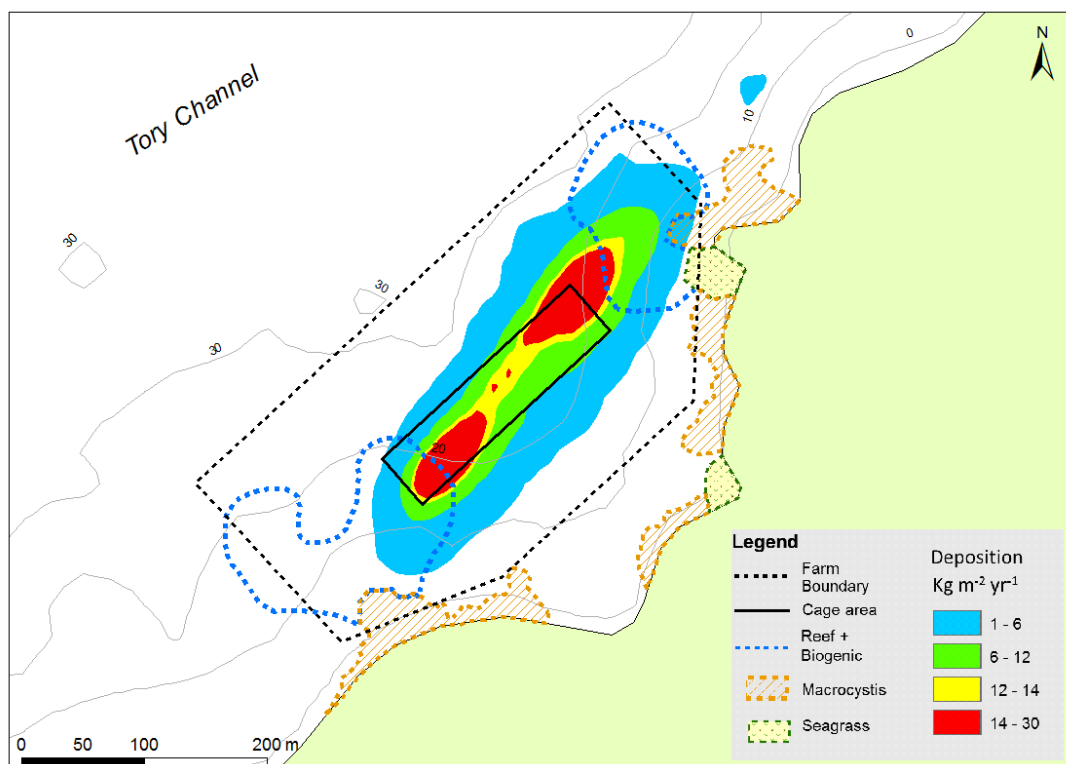 N
0
Tory Channel
10
30
30
30
20
Legend
Farm
Boundary
Cage area
Reef +
Biogenic
Macrocystis
Seagrass
Deposition
Kg m⁻² yr⁻¹
1 - 6
6 - 12
12 - 14
14 - 30
0 50 100 200 m